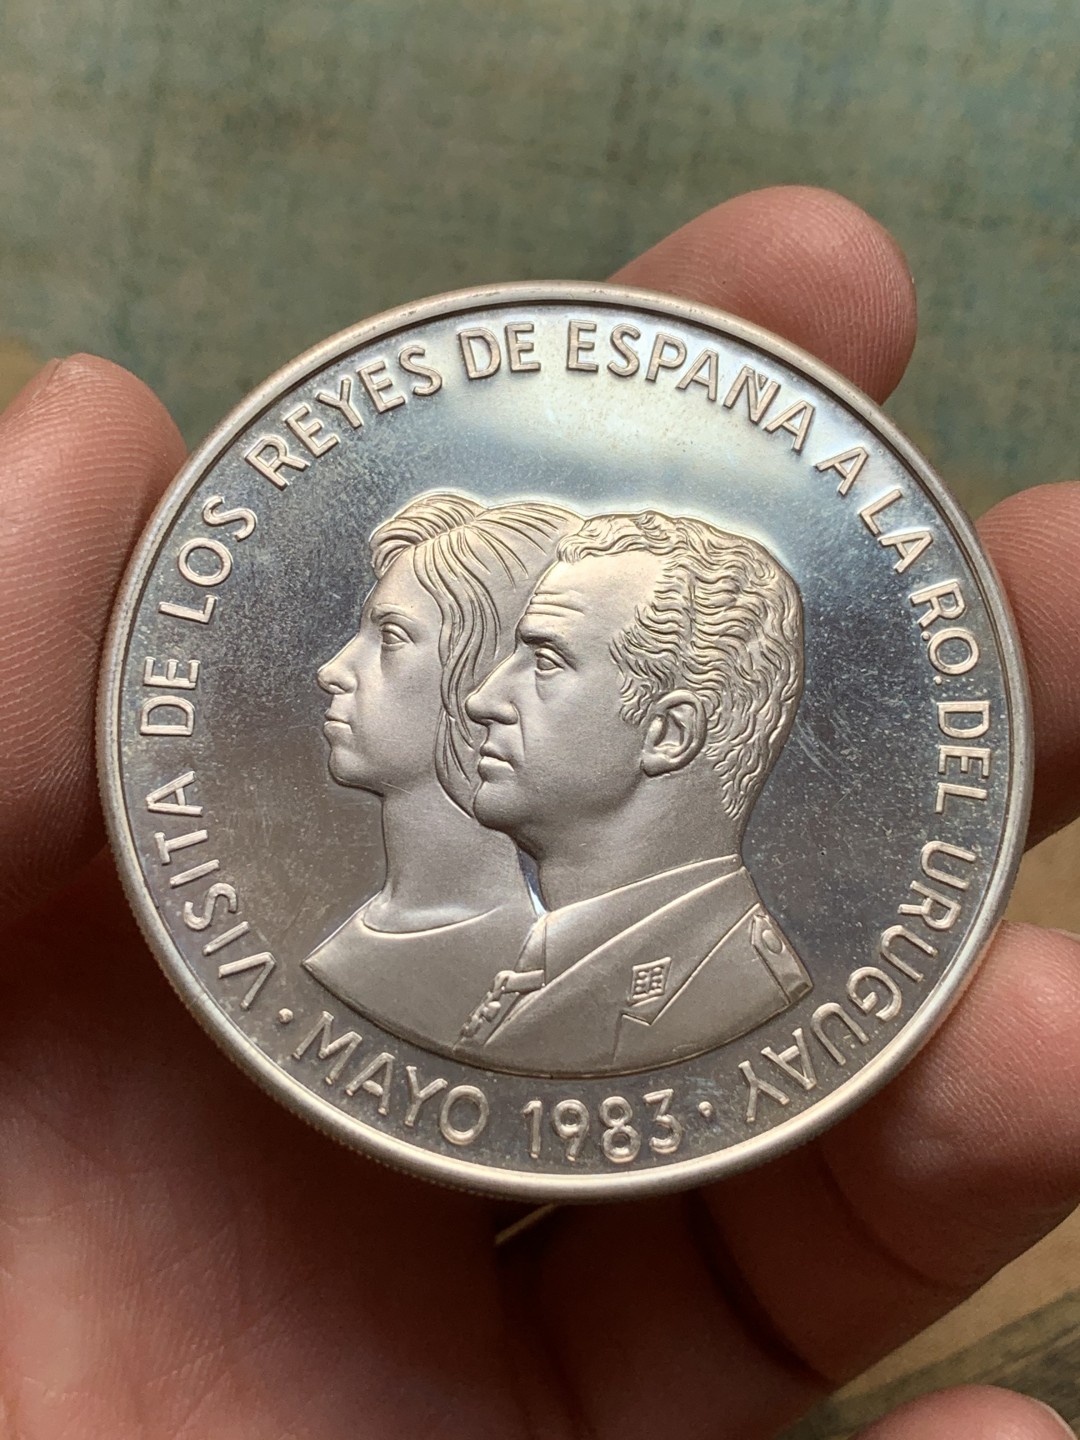 VISITA DE LOS REYES DE ESPAÑA A LA R.O. DEL URUGUAY
· MAYO 1983 ·